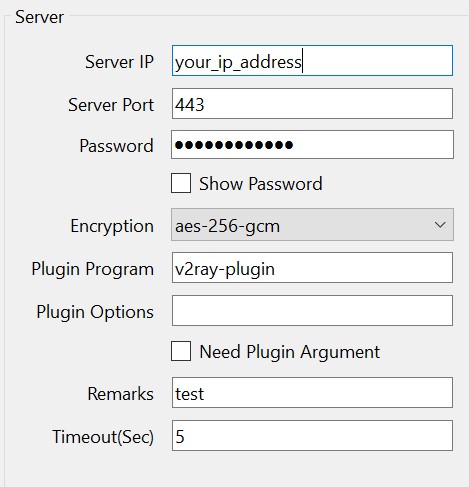 Server
Server IP your_ip_address
Server Port 443
Password ●●●●●●●●●●●●
Show Password
Encryption aes-256-gcm
Plugin Program v2ray-plugin
Plugin Options
Need Plugin Argument
Remarks test
Timeout(Sec) 5